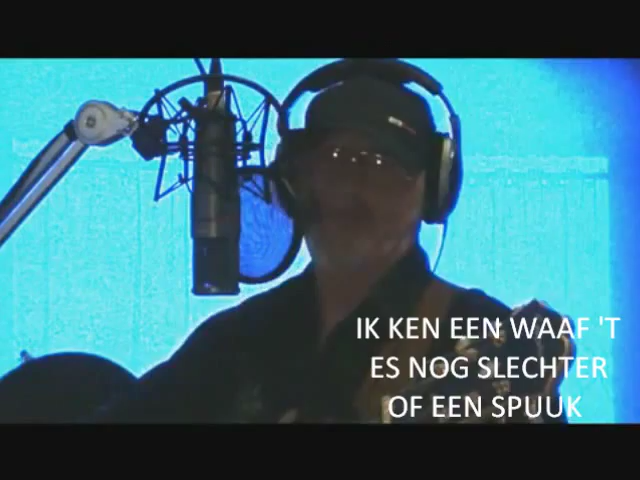 IK KEN EEN WAAF 'T
ES NOG SLECHTER
OF EEN SPUUK